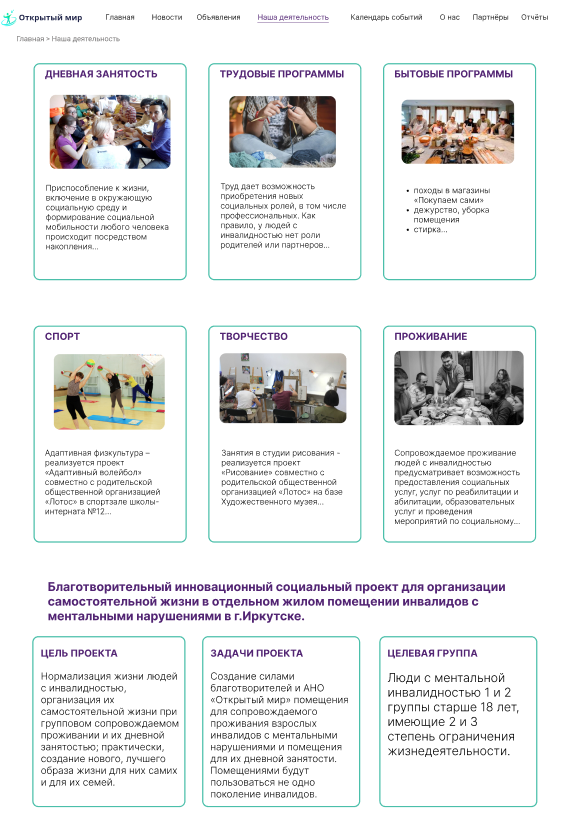 Открытый мир
Главная
Новости
Объявления
Наша деятельность
Календарь событий
О нас
Партнёры
Отчёты
Главная > Наша деятельность
ДНЕВНАЯ ЗАНЯТОСТЬ
Приспособление к жизни,
включение в окружающую
социальную среду и
формирование социальной
мобильности любого человека
происходит посредством
накопления...
ТРУДОВЫЕ ПРОГРАММЫ
Труд дает возможность
приобретения новых
социальных ролей, в том числе
профессиональных. Как
правило, у людей с
инвалидностью нет роли
родителей или партнеров...
БЫТОВЫЕ ПРОГРАММЫ
• походы в магазины
«Покупаем сами»
• дежурство, уборка
помещения
• стирка...
СПОРТ
Адаптивная физкультура –
реализуется проект
«Адаптивный волейбол»
совместно с родительской
общественной организацией
«Лотос» в спортзале школы-
интерната №12...
ТВОРЧЕСТВО
Занятия в студии рисования -
реализуется проект
«Рисование» совместно с
родительской общественной
организацией «Лотос» на базе
Художественного музея...
ПРОЖИВАНИЕ
Сопровождаемое проживание
людей с инвалидностью
предусматривает возможность
предоставления социальных
услуг, услуг по реабилитации и
абилитации, образовательных
услуг и проведения
мероприятий по социальному...
Благотворительный инновационный социальный проект для организации
самостоятельной жизни в отдельном жилом помещении инвалидов с
ментальными нарушениями в г.Иркутске.
ЦЕЛЬ ПРОЕКТА
Нормализация жизни людей
с инвалидностью,
организация их
самостоятельной жизни при
групповом сопровождаемом
проживании и их дневной
занятостью; практически,
создание нового, лучшего
образа жизни для них самих
и для их семей.
ЗАДАЧИ ПРОЕКТА
Создание силами
благотворителей и АНО
«Открытый мир» помещения
для сопровождаемого
проживания взрослых
инвалидов с ментальными
нарушениями и помещения
для их дневной занятости.
Помещениями будут
пользоваться не одно
поколение инвалидов.
ЦЕЛЕВАЯ ГРУППА
Люди с ментальной
инвалидностью 1 и 2
группы старше 18 лет,
имеющие 2 и 3
степень ограничения
жизнедеятельности.